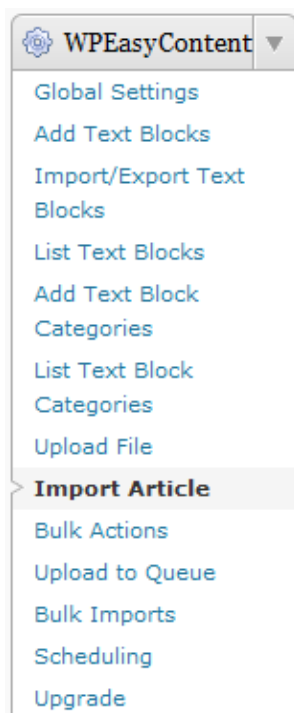 WPEasyContent
Global Settings
Add Text Blocks
Import/Export Text
Blocks
List Text Blocks
Add Text Block
Categories
List Text Block
Categories
Upload File
Import Article
Bulk Actions
Upload to Queue
Bulk Imports
Scheduling
Upgrade